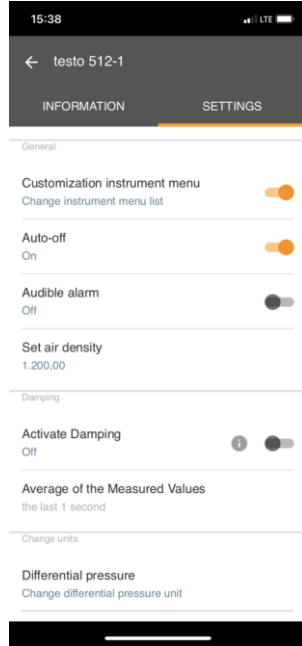 15:38
LTE
testo 512-1
INFORMATION
SETTINGS
General
Customization instrument menu
Change instrument menu list
Auto-off
On
Audible alarm
Off
Set air density
1.200,00
Damping
Activate Damping
Off
Average of the Measured Values
the last 1 second
Change units
Differential pressure
Change differential pressure unit